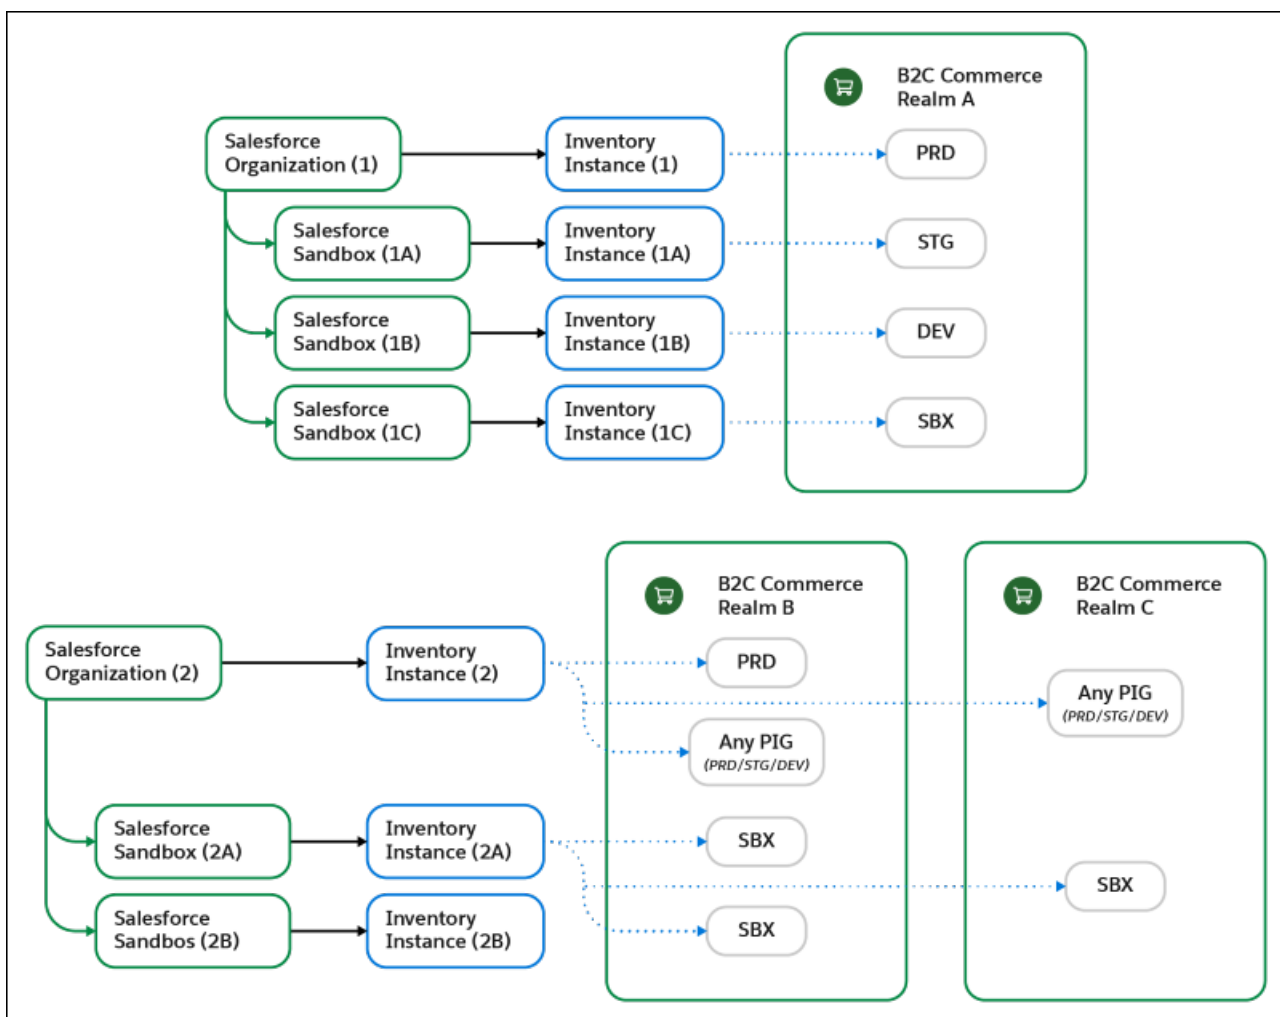 B2C Commerce
Realm A
Salesforce
Organization (1)
Inventory
Instance (1)
PRD
Salesforce
Sandbox (1A)
Inventory
Instance (1A)
STG
Salesforce
Sandbox (1B)
Inventory
Instance (1B)
DEV
Salesforce
Sandbox (1C)
Inventory
Instance (1C)
SBX
B2C Commerce
Realm B
B2C Commerce
Realm C
Salesforce
Organization (2)
Inventory
Instance (2)
PRD
Any PIG
(PRD/STG/DEV)
Any PIG
(PRD/STG/DEV)
Salesforce
Sandbox (2A)
Inventory
Instance (2A)
SBX
SBX
Salesforce
Sandbos (2B)
Inventory
Instance (2B)
SBX